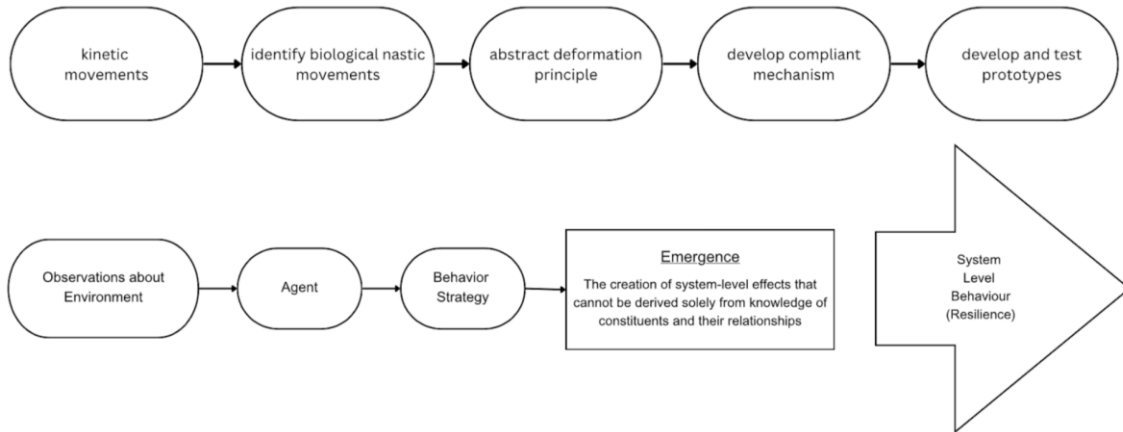 kinetic
movements
identify biological nastic
movements
abstract deformation
principle
develop compliant
mechanism
develop and test
prototypes
Observations about
Environment
Agent
Behavior
Strategy
Emergence
The creation of system-level effects that
cannot be derived solely from knowledge of
constituents and their relationships
System
Level
Behaviour
(Resilience)